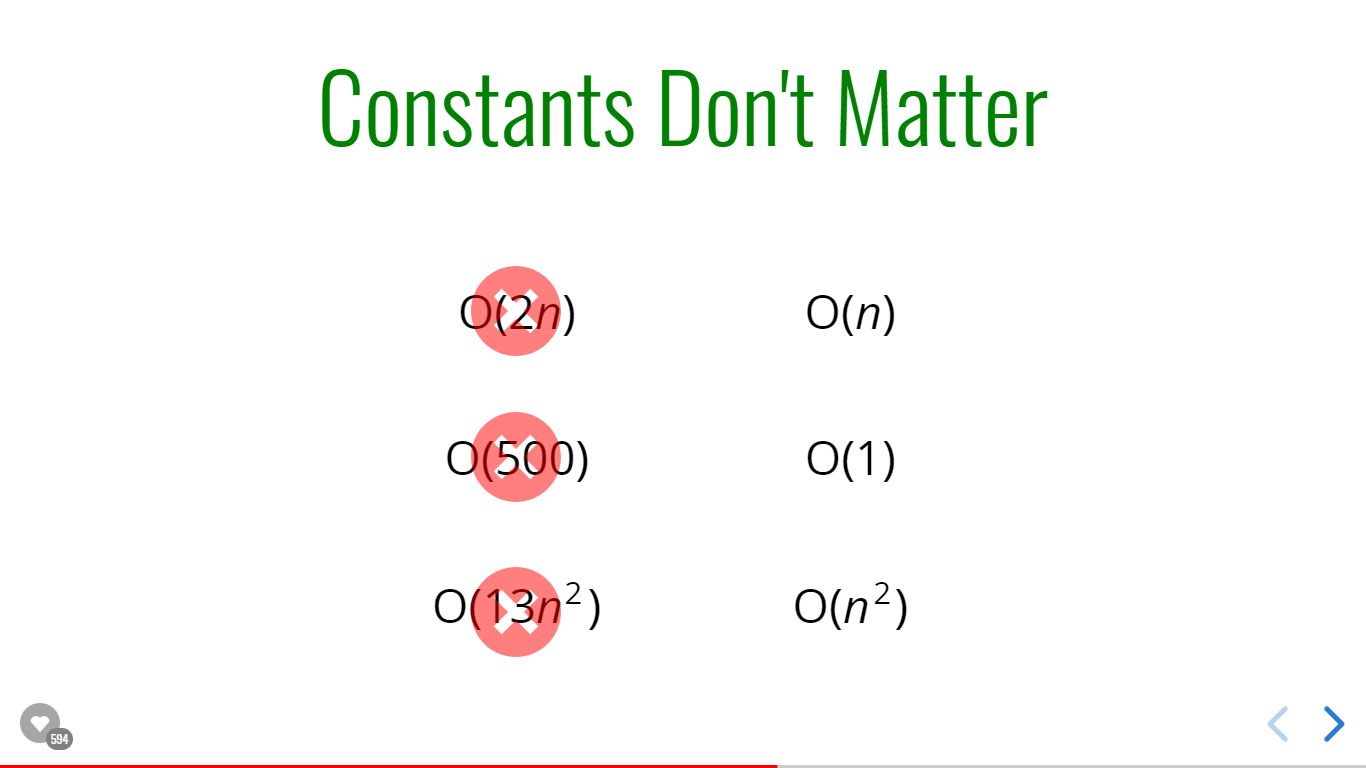 Constants Don't Matter
O(2n) O(n)
O(500) O(1)
O(13n²) O(n²)
594